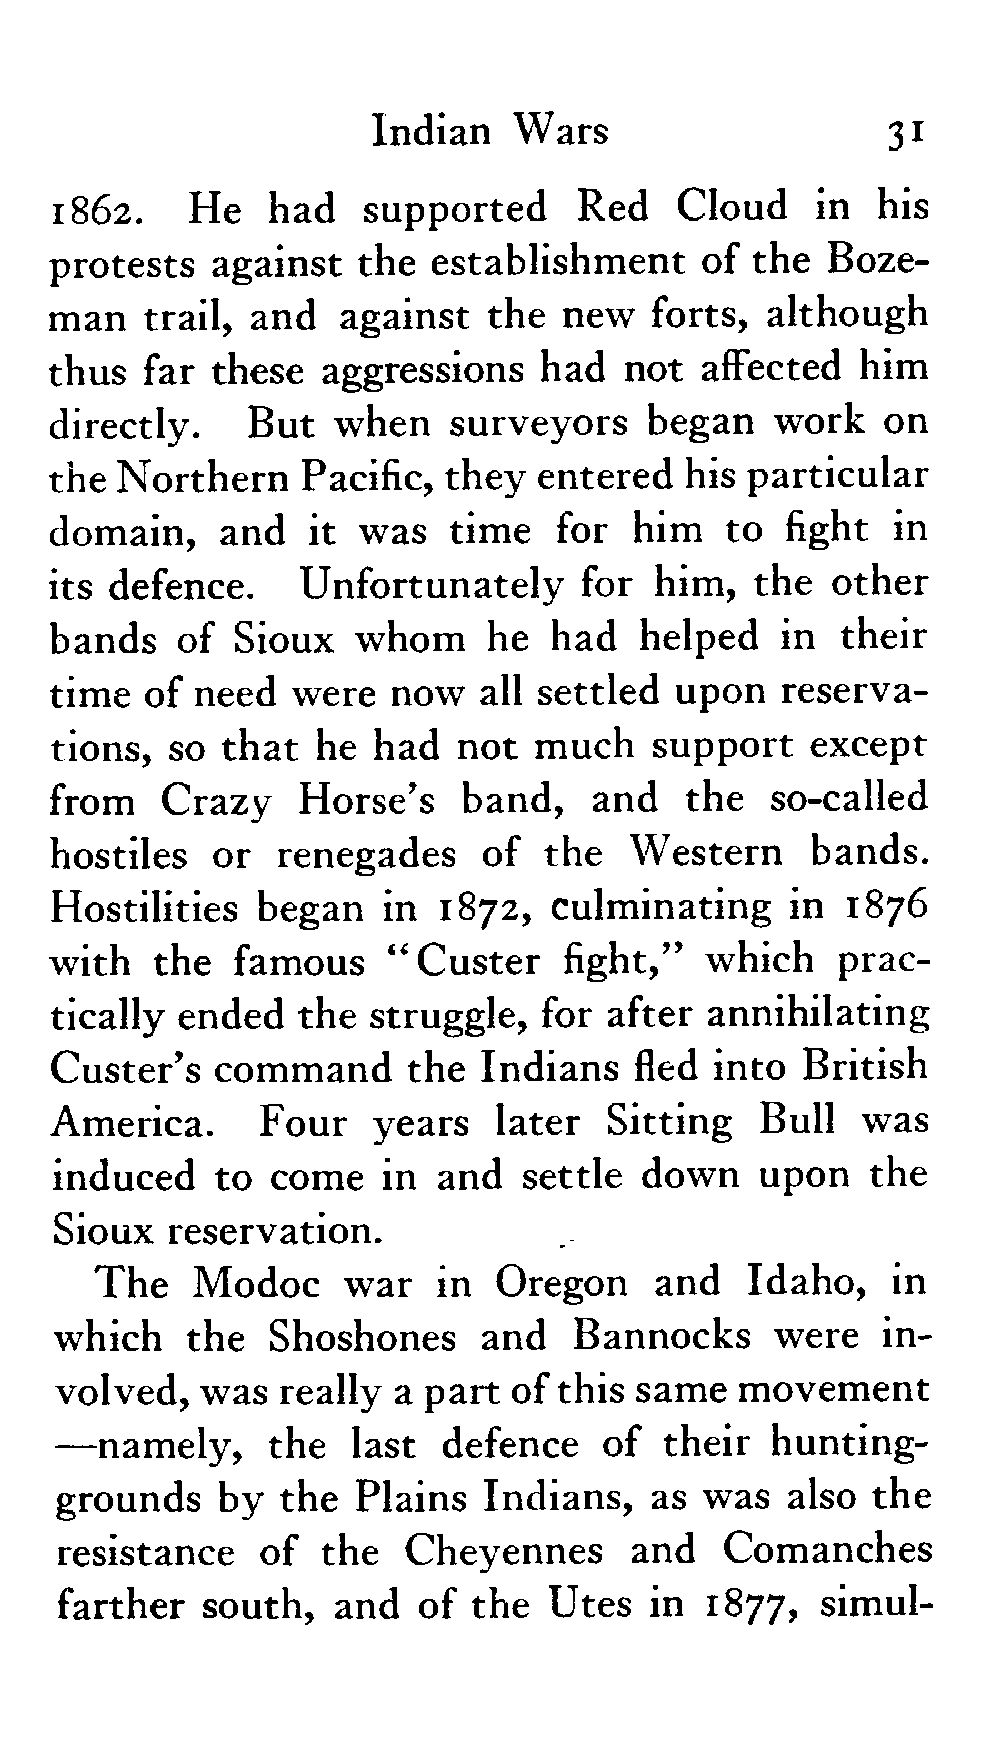 Indian Wars 31
1862. He had supported Red Cloud in his
protests against the establishment of the Boze-
man trail, and against the new forts, although
thus far these aggressions had not affected him
directly. But when surveyors began work on
the Northern Pacific, they entered his particular
domain, and it was time for him to fight in
its defence. Unfortunately for him, the other
bands of Sioux whom he had helped in their
time of need were now all settled upon reserva-
tions, so that he had not much support except
from Crazy Horse's band, and the so-called
hostiles or renegades of the Western bands.
Hostilities began in 1872, culminating in 1876
with the famous "Custer fight," which prac-
tically ended the struggle, for after annihilating
Custer's command the Indians fled into British
America. Four years later Sitting Bull was
induced to come in and settle down upon the
Sioux reservation.
The Modoc war in Oregon and Idaho, in
which the Shoshones and Bannocks were in-
volved, was really a part of this same movement
—namely, the last defence of their hunting-
grounds by the Plains Indians, as was also the
resistance of the Cheyennes and Comanches
farther south, and of the Utes in 1877, simul-